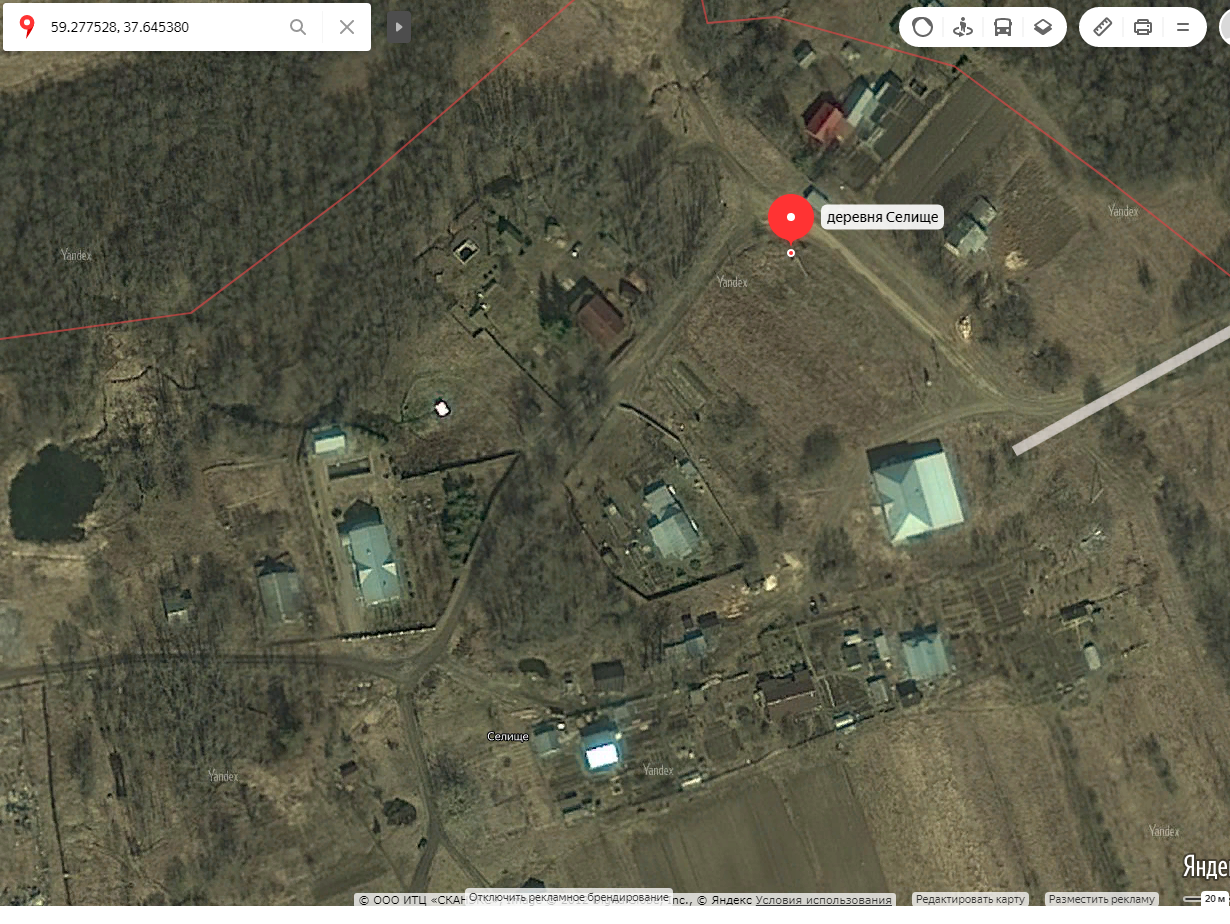 59.277528, 37.645380
деревня Селище
Yandex
Yandex
Yandex
Селище
Yandex
Yandex
Yandex
Янде
20 м
Отключить рекламное брендирование
© ООО ИТЦ «СКАН
inc., © Яндекс Условия использования
Редактировать карту
Разместить рекламу